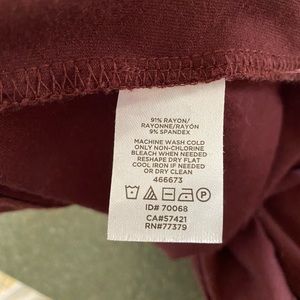 91% RAYON/
RAYONNE/RAYÓN
9% SPANDEX
MACHINE WASH COLD
ONLY NON-CHLORINE
BLEACH WHEN NEEDED
RESHAPE DRY FLAT
COOL IRON IF NEEDED
OR DRY CLEAN
466673
ID# 70068
CA#57421
RN#77379